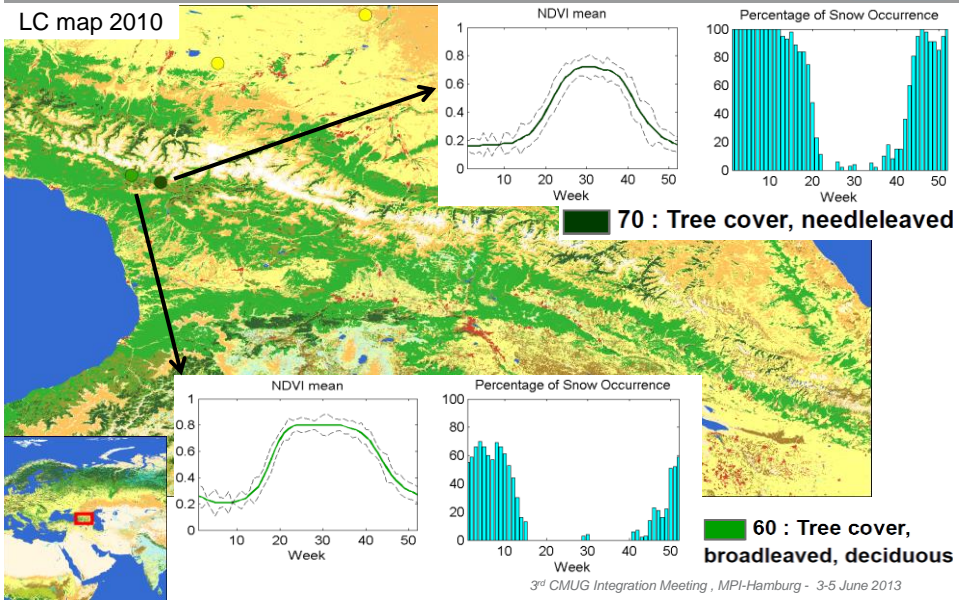 LC map 2010
NDVI mean
1
0.8
0.6
0.4
0.2
0
10 20 30 40 50
Week
Percentage of Snow Occurrence
100
80
60
40
20
0
10 20 30 40 50
Week
70 : Tree cover, needleleaved
NDVI mean
1
0.8
0.6
0.4
0.2
0
10 20 30 40 50
Week
Percentage of Snow Occurrence
100
80
60
40
20
0
10 20 30 40 50
Week
60 : Tree cover,
broadleaved, deciduous
3rd CMUG Integration Meeting , MPI-Hamburg - 3-5 June 2013